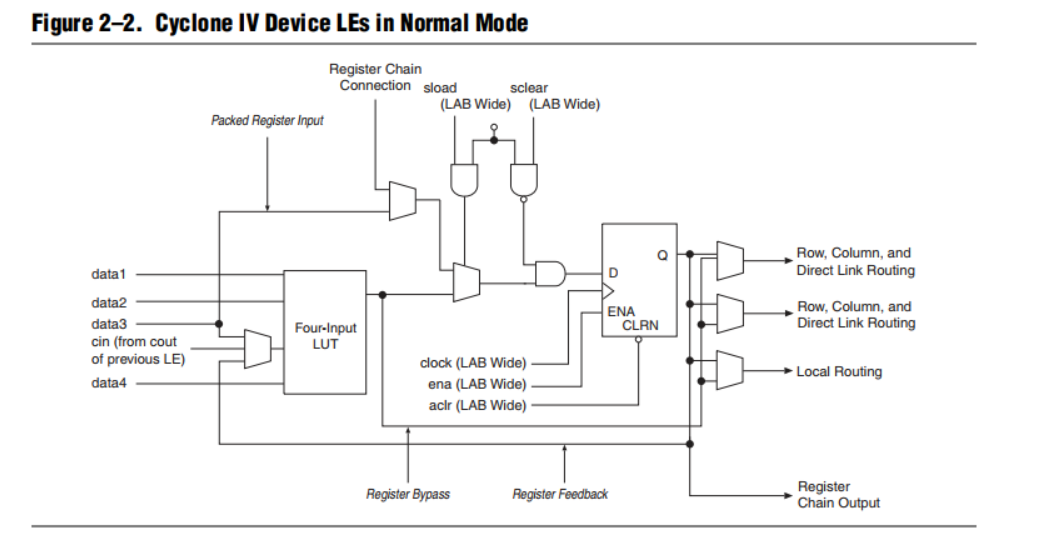 Figure 2–2. Cyclone IV Device LEs in Normal Mode
Register Chain
Connection
sload
(LAB Wide)
sclear
(LAB Wide)
Packed Register Input
data1
data2
data3
cin (from cout
of previous LE)
data4
Four-Input
LUT
Q
D
ENA
CLRN
clock (LAB Wide)
ena (LAB Wide)
aclr (LAB Wide)
Row, Column, and
Direct Link Routing
Row, Column, and
Direct Link Routing
Local Routing
Register Bypass
Register Feedback
Register
Chain Output